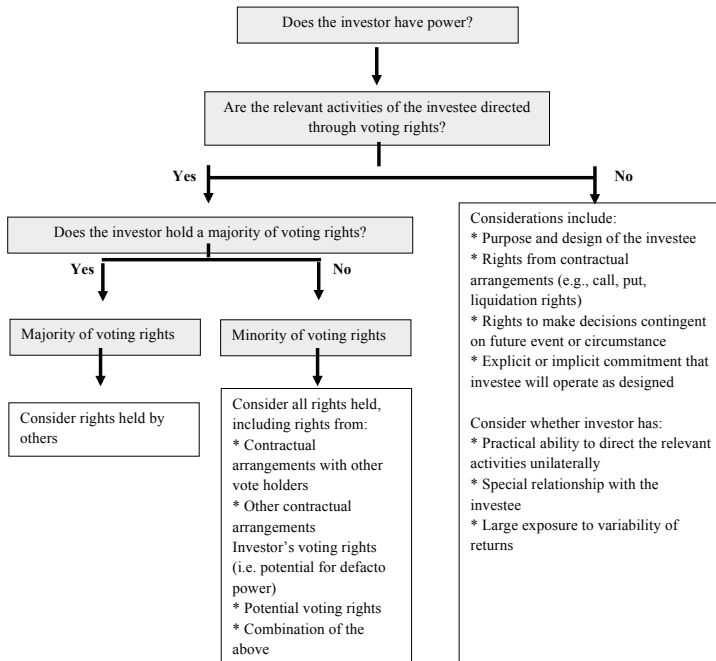 Does the investor have power?
Are the relevant activities of the investee directed
through voting rights?
Yes
No
Does the investor hold a majority of voting rights?
Yes
No
Majority of voting rights
Minority of voting rights
Consider rights held by
others
Consider all rights held,
including rights from:
* Contractual
arrangements with other
vote holders
* Other contractual
arrangements
Investor's voting rights
(i.e. potential for defacto
power)
* Potential voting rights
* Combination of the
above
Considerations include:
* Purpose and design of the investee
* Rights from contractual
arrangements (e.g., call, put,
liquidation rights)
* Rights to make decisions contingent
on future event or circumstance
* Explicit or implicit commitment that
investee will operate as designed
Consider whether investor has:
* Practical ability to direct the relevant
activities unilaterally
* Special relationship with the
investee
* Large exposure to variability of
returns